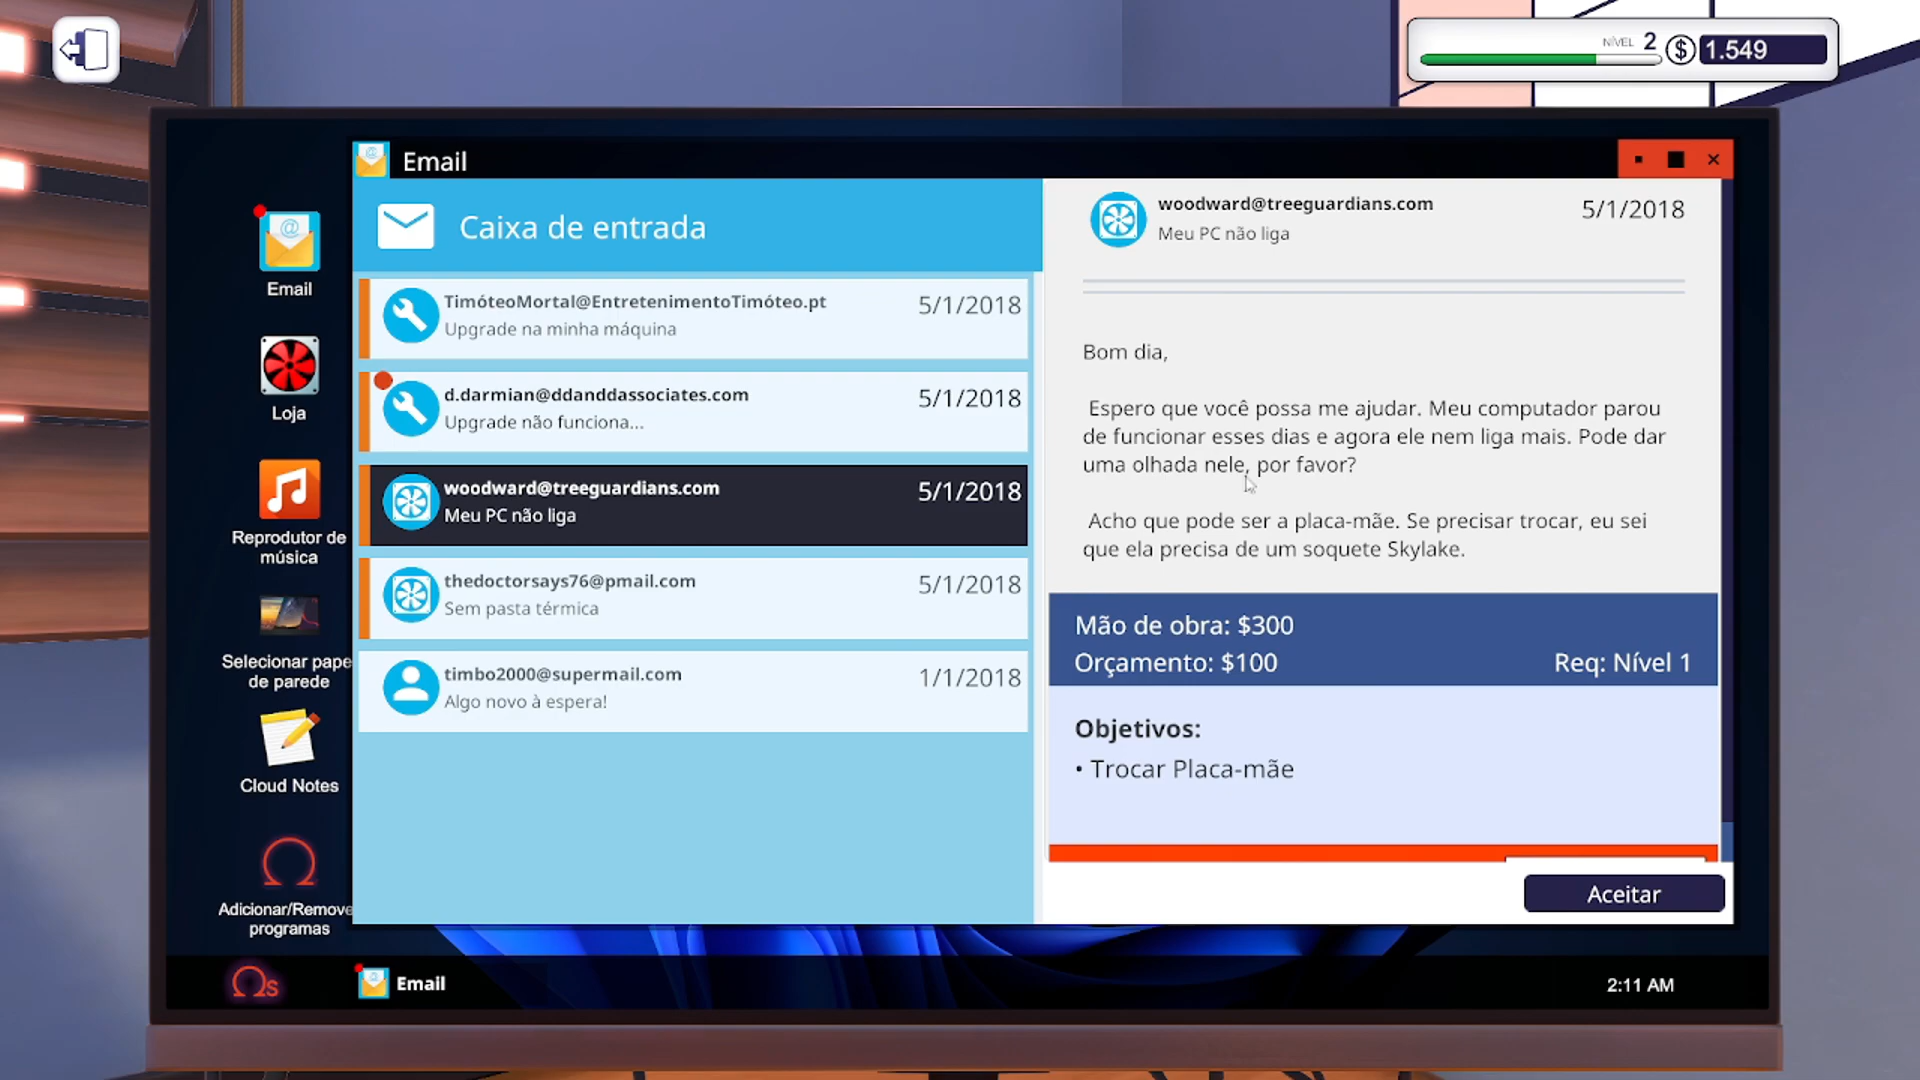 NÍVEL 2 $ 1.549
Email
Caixa de entrada
TimóteoMortal@EntretenimentoTimóteo.pt 5/1/2018
Upgrade na minha máquina
d.darmian@ddanddassociates.com 5/1/2018
Upgrade não funciona...
woodward@treeguardians.com 5/1/2018
Meu PC não liga
thedoctorsays76@pmail.com 5/1/2018
Sem pasta térmica
timbo2000@supermail.com 1/1/2018
Algo novo à espera!
woodward@treeguardians.com 5/1/2018
Meu PC não liga
Bom dia,
Espero que você possa me ajudar. Meu computador parou
de funcionar esses dias e agora ele nem liga mais. Pode dar
uma olhada nele, por favor?
Acho que pode ser a placa-mãe. Se precisar trocar, eu sei
que ela precisa de um soquete Skylake.
Mão de obra: $300
Orçamento: $100 Req: Nível 1
Objetivos:
• Trocar Placa-mãe
Aceitar
Email
Loja
Reprodutor de
música
Selecionar pape
de parede
Cloud Notes
Adicionar/Remove
programas
Ωs
Email
2:11 AM